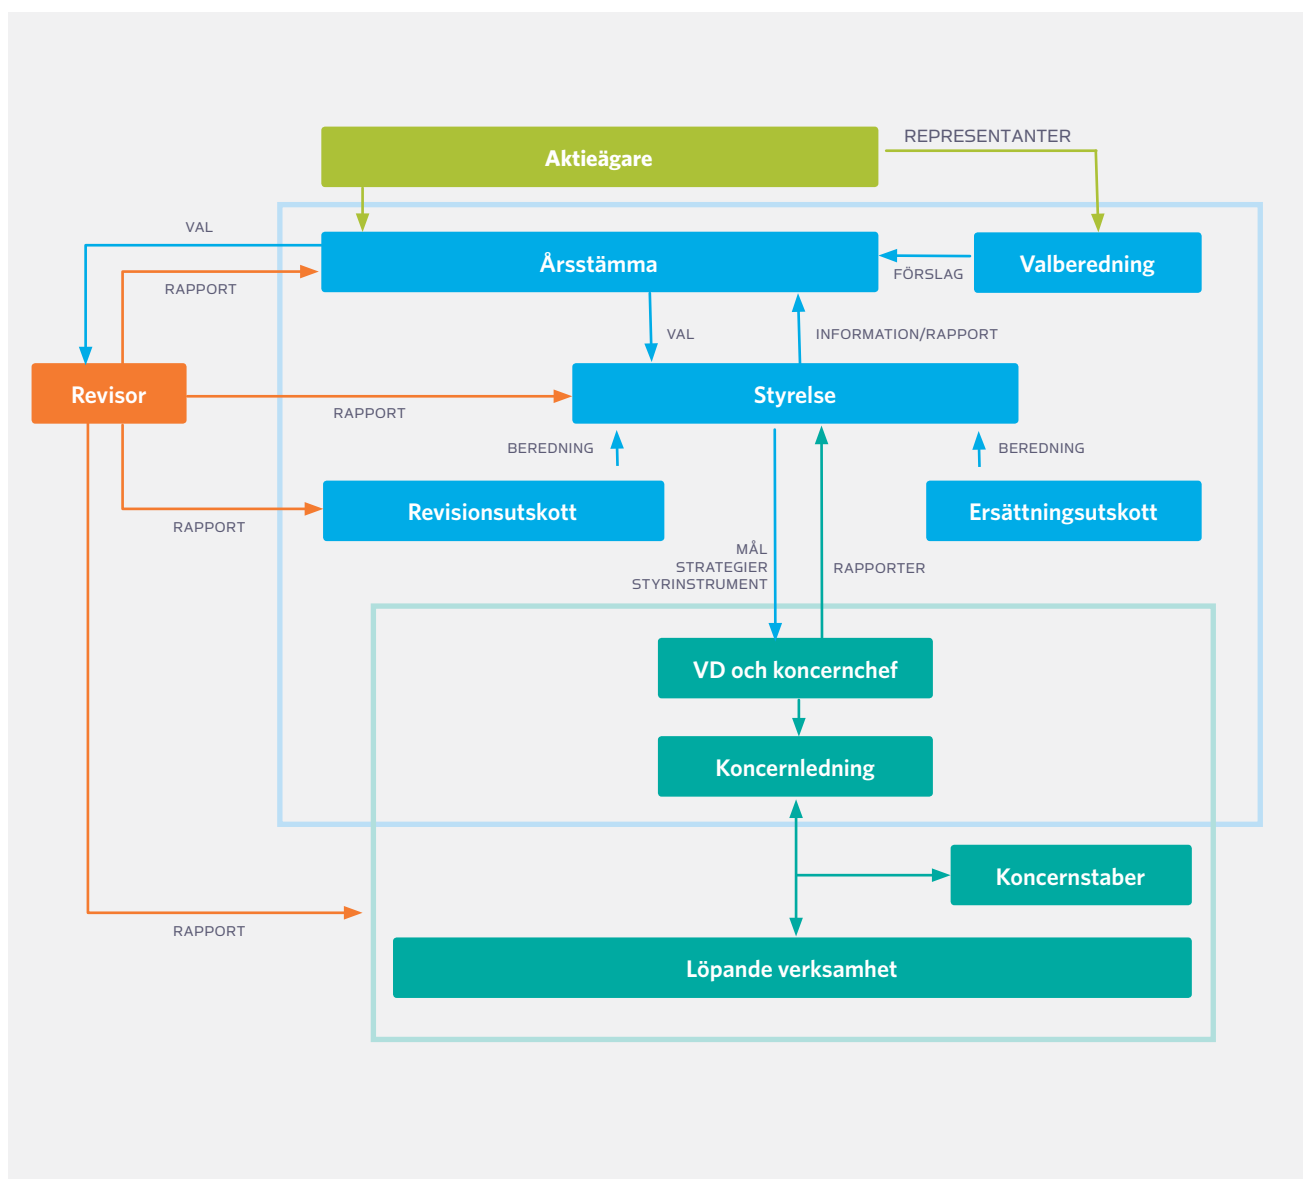 REPRESENTANTER
Aktieägare
VAL
Årsstämma
Valberedning
FÖRSLAG
RAPPORT
VAL
INFORMATION/RAPPORT
Revisor
Styrelse
RAPPORT
BEREDNING
BEREDNING
Revisionsutskott
Ersättningsutskott
RAPPORT
MÅL
STRATEGIER
STYRINSTRUMENT
RAPPORTER
VD och koncernchef
Koncernledning
Koncernstaber
RAPPORT
Löpande verksamhet